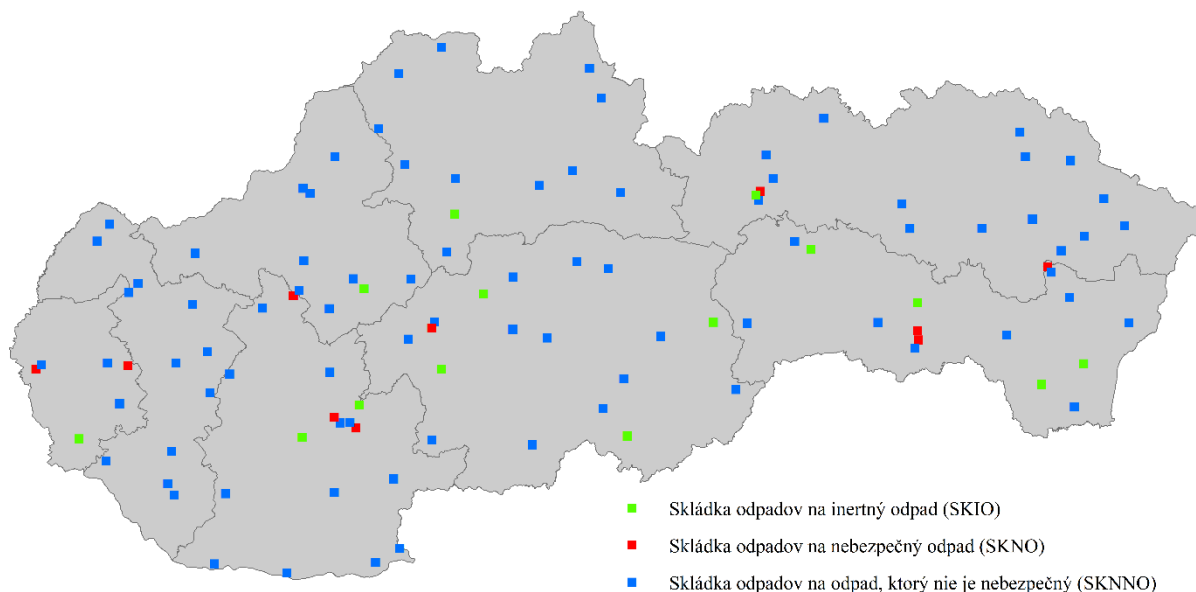 Skládka odpadov na inertný odpad (SKIO)
Skládka odpadov na nebezpečný odpad (SKNO)
Skládka odpadov na odpad, ktorý nie je nebezpečný (SKNNO)